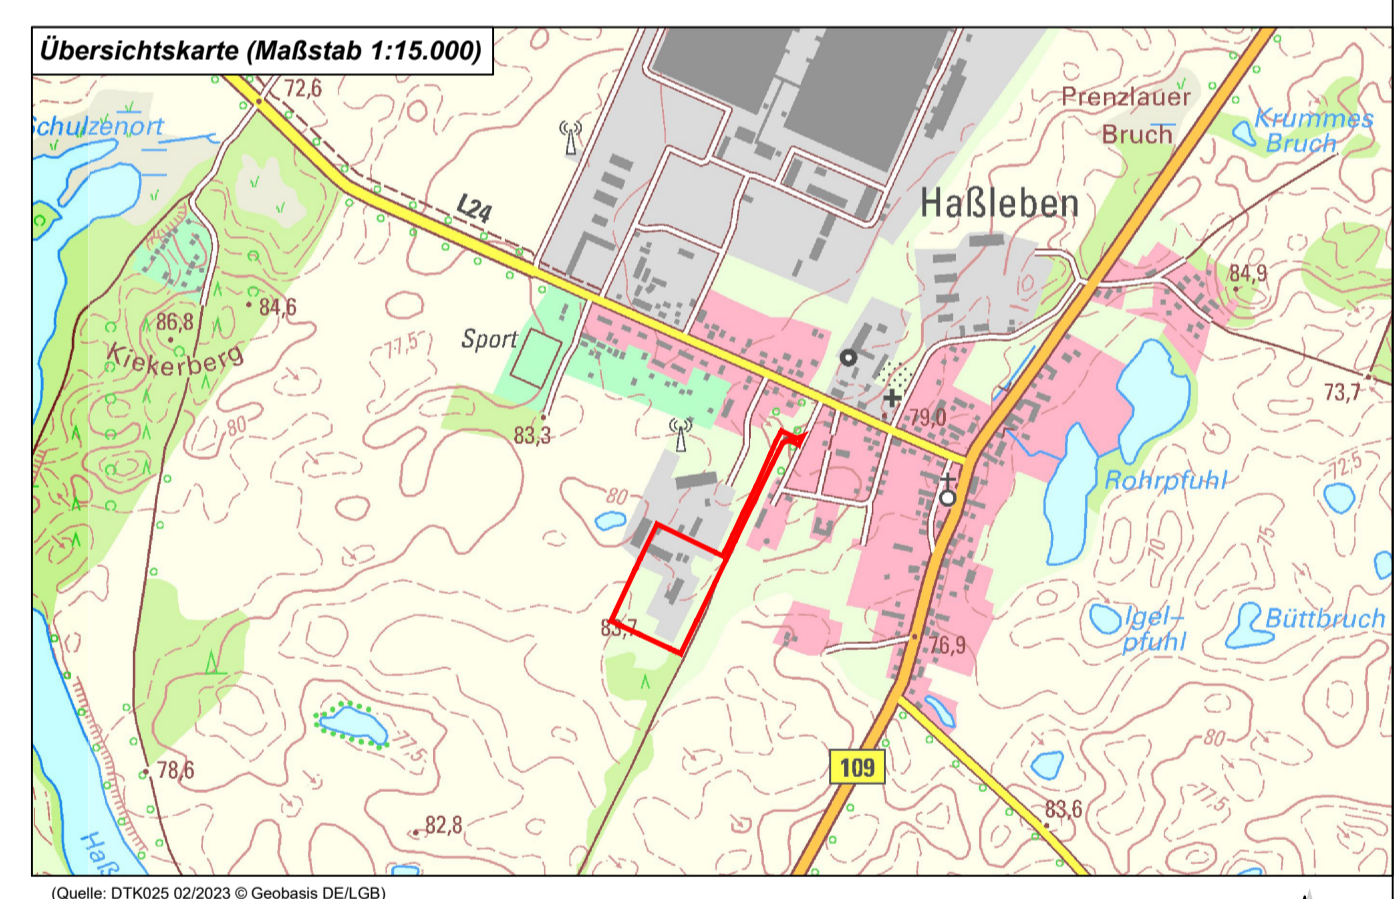 Übersichtskarte (Maßstab 1:15.000)
72,6
Schulzenort
L24
Prenzlauer
Bruch
Krummes
Bruch
Haßleben
84,9
84,6
86,8
Kiekerberg
77,5
Sport
80
83,3
79,0
73,7
72,5
80
Rohrpfuhl
70
75
83,7
Igel-
pfuhl
Büttbruch
76,9
77,5
78,6
80
109
77,5
82,8
83,6
Haß
(Quelle: DTK025 02/2023 © Geobasis DE/LGB)